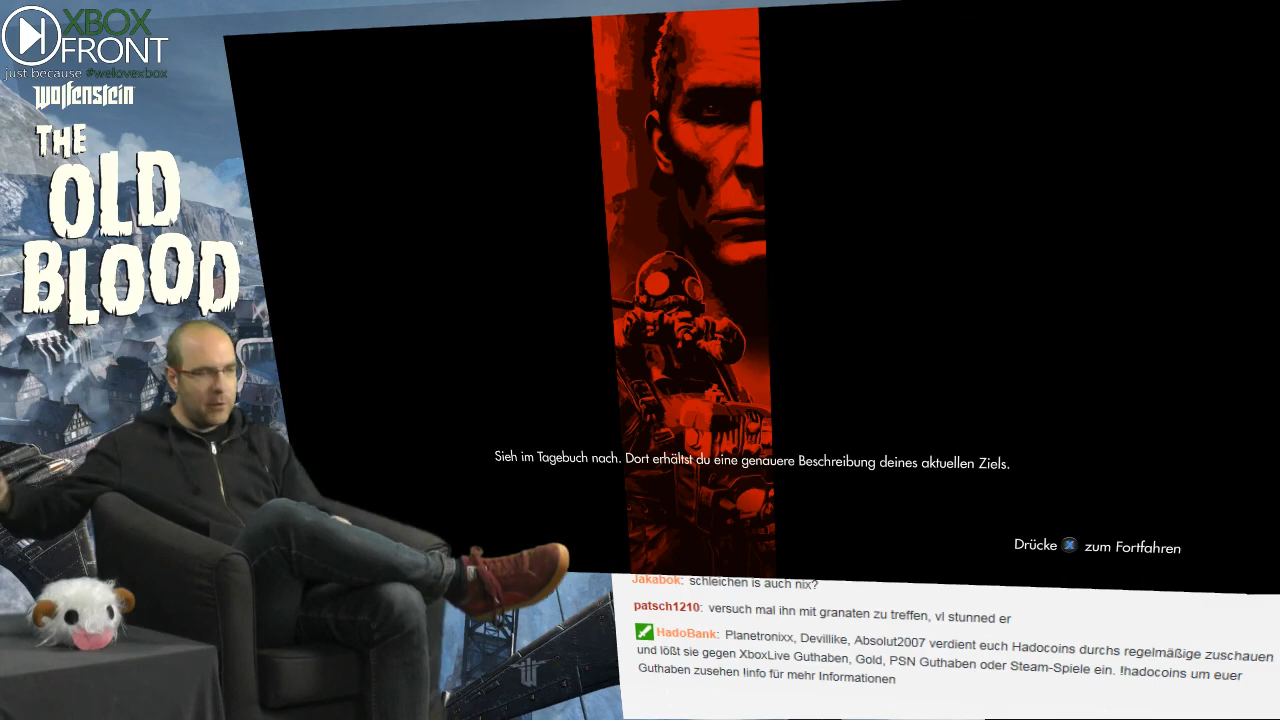 XBOX
FRONT
just because #welovexbox
Wolfenstein
THE
OLD
BLOOD
™
Sieh im Tagebuch nach. Dort erhältst du eine genauere Beschreibung deines aktuellen Ziels.
Drücke X zum Fortfahren
Jakabok: schleichen is auch nix?
patsch1210: versuch mal ihn mit granaten zu treffen, vl stunned er
HadoBank: Planetronixx, Devillike, Absolut2007 verdient euch Hadocoins durchs regelmäßige zuschauen
und lößt sie gegen XboxLive Guthaben, Gold, PSN Guthaben oder Steam-Spiele ein. !hadocoins um euer
Guthaben zusehen !info für mehr Informationen